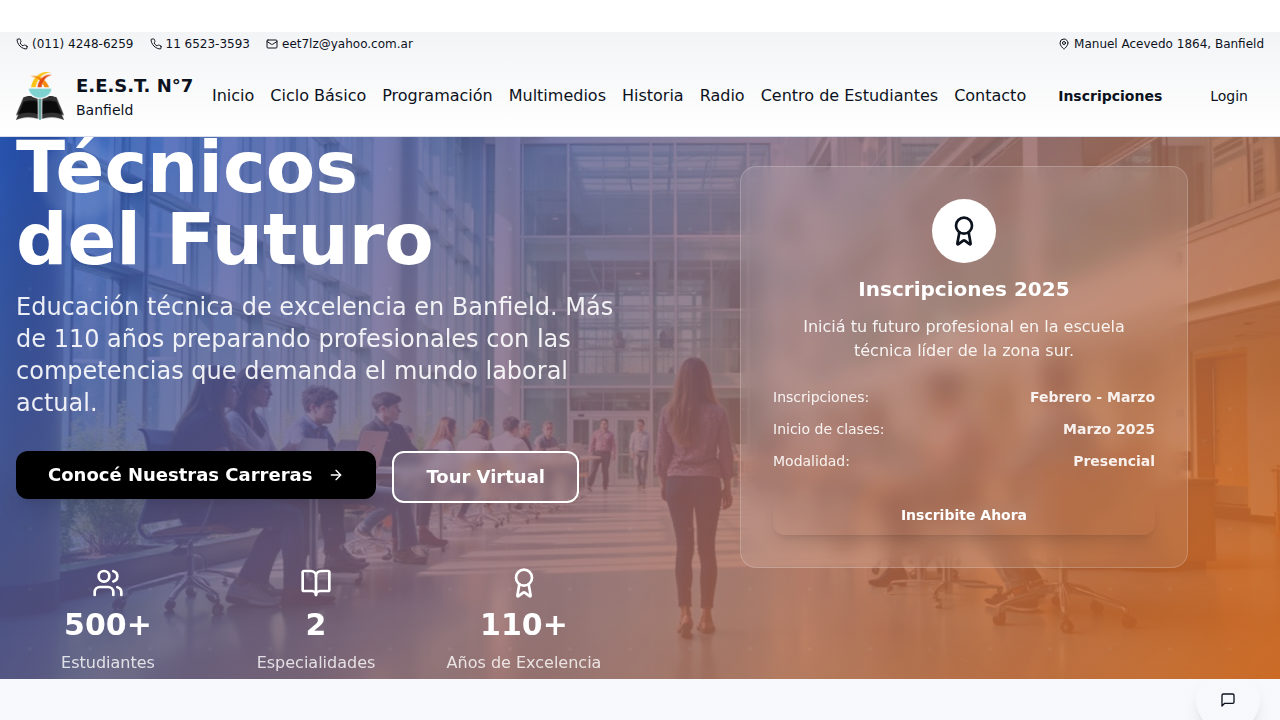 (011) 4248-6259
11 6523-3593
eet7lz@yahoo.com.ar
Manuel Acevedo 1864, Banfield
E.E.S.T. N°7
Banfield
Inicio
Ciclo Básico
Programación
Multimedios
Historia
Radio
Centro de Estudiantes
Contacto
Inscripciones
Login
Técnicos
del Futuro
Educación técnica de excelencia en Banfield. Más
de 110 años preparando profesionales con las
competencias que demanda el mundo laboral
actual.
Conocé Nuestras Carreras
Tour Virtual
500+
Estudiantes
2
Especialidades
110+
Años de Excelencia
Inscripciones 2025
Iniciá tu futuro profesional en la escuela
técnica líder de la zona sur.
Inscripciones: Febrero - Marzo
Inicio de clases: Marzo 2025
Modalidad: Presencial
Inscribite Ahora